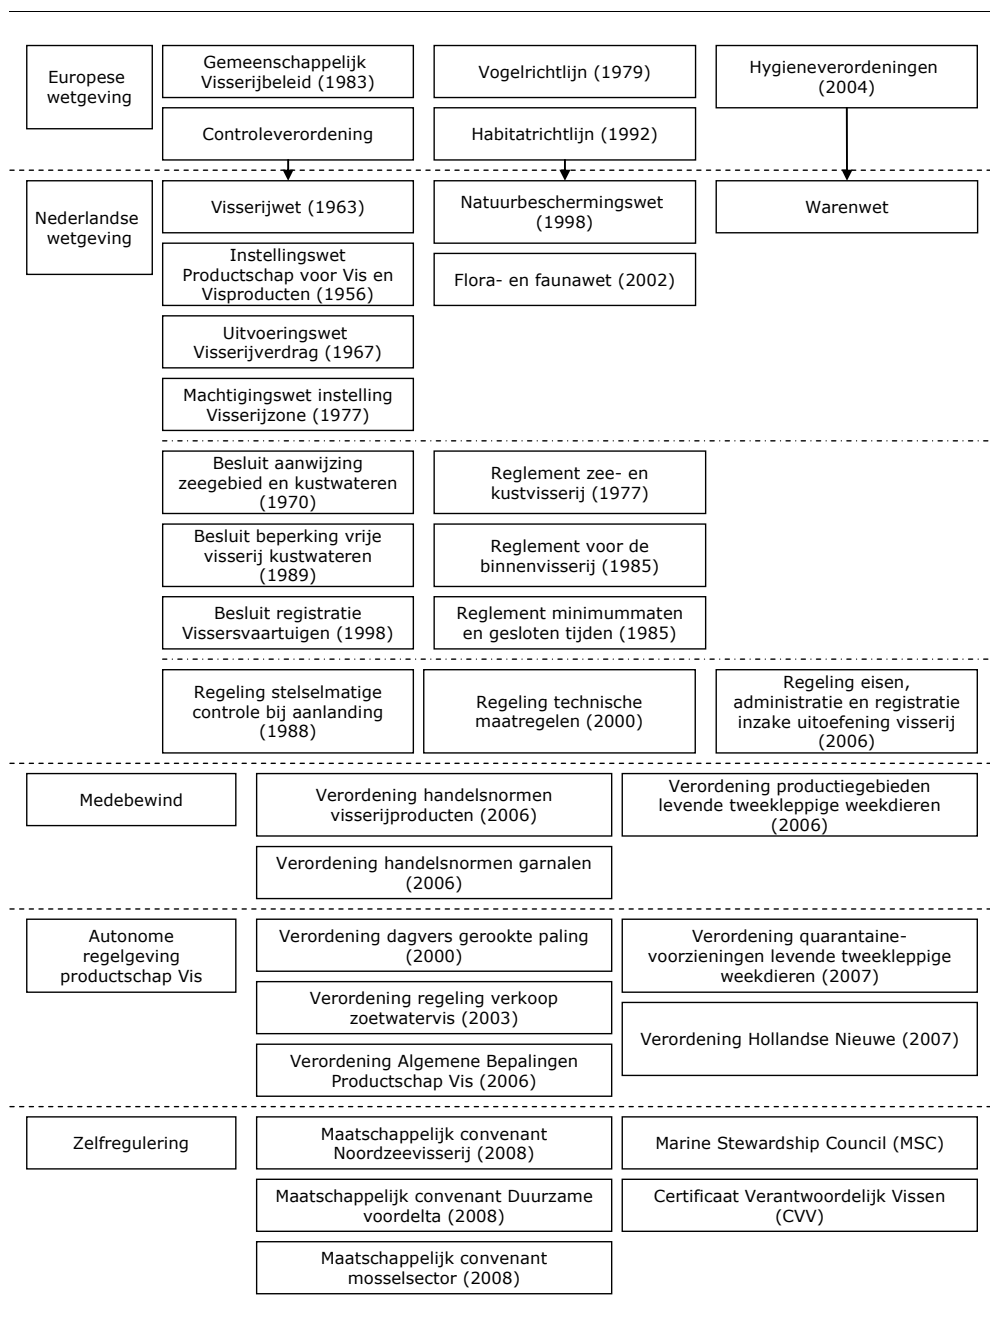 Europese
wetgeving
Gemeenschappelijk
Visserijbeleid (1983)
Vogelrichtlijn (1979)
Hygieneverordeningen
(2004)
Controleverordening
Habitatrichtlijn (1992)
Nederlandse
wetgeving
Visserijwet (1963)
Natuurbeschermingswet
(1998)
Warenwet
Instellingswet
Productschap voor Vis en
Visproducten (1956)
Flora- en faunawet (2002)
Uitvoeringswet
Visserijverdrag (1967)
Machtigingswet instelling
Visserijzone (1977)
Besluit aanwijzing
zeegebied en kustwateren
(1970)
Reglement zee- en
kustvisserij (1977)
Besluit beperking vrije
visserij kustwateren
(1989)
Reglement voor de
binnenvisserij (1985)
Besluit registratie
Vissersvaartuigen (1998)
Reglement minimummaten
en gesloten tijden (1985)
Regeling stelselmatige
controle bij aanlanding
(1988)
Regeling technische
maatregelen (2000)
Regeling eisen,
administratie en registratie
inzake uitoefening visserij
(2006)
Medebewind
Verordening handelsnormen
visserijproducten (2006)
Verordening productiegebieden
levende tweekleppige weekdieren
(2006)
Verordening handelsnormen garnalen
(2006)
Autonome
regelgeving
productschap Vis
Verordening dagvers gerookte paling
(2000)
Verordening quarantaine-
voorzieningen levende tweekleppige
weekdieren (2007)
Verordening regeling verkoop
zoetwatervis (2003)
Verordening Hollandse Nieuwe (2007)
Verordening Algemene Bepalingen
Productschap Vis (2006)
Zelfregulering
Maatschappelijk convenant
Noordzeevisserij (2008)
Marine Stewardship Council (MSC)
Maatschappelijk convenant Duurzame
voordelta (2008)
Certificaat Verantwoordelijk Vissen
(CVV)
Maatschappelijk convenant
mosselsector (2008)